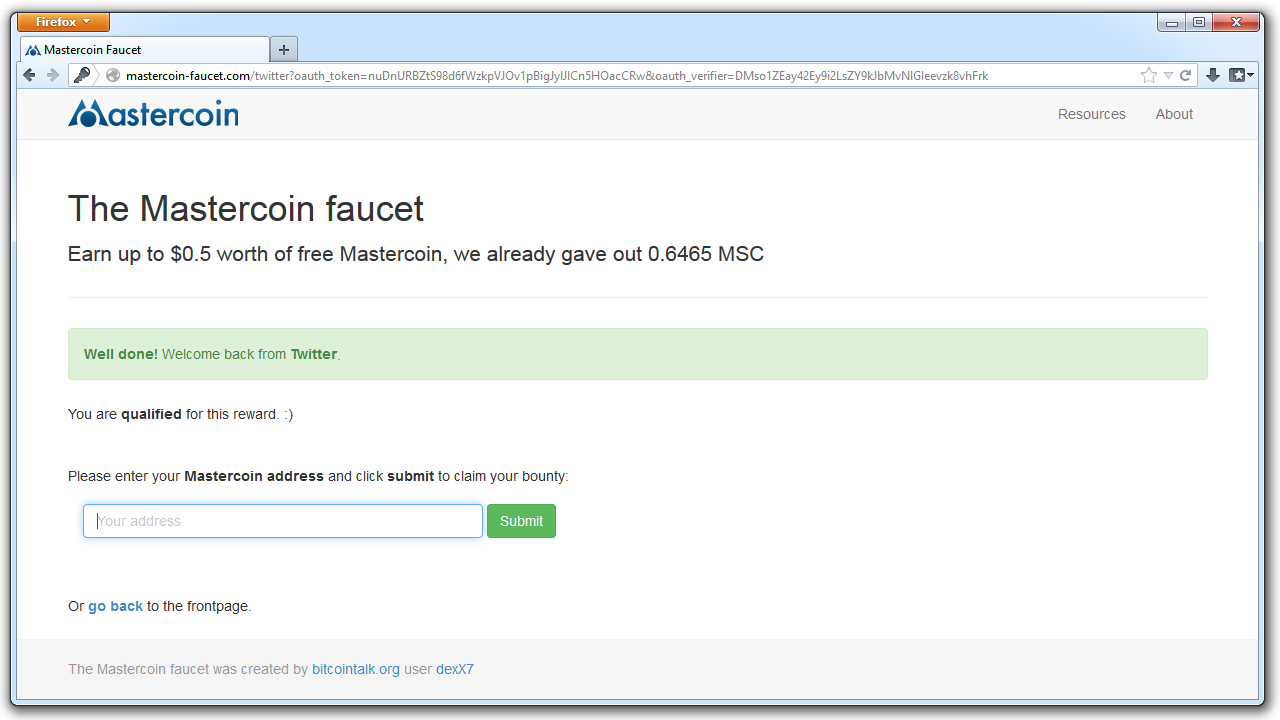 Firefox
Mastercoin Faucet
mastercoin-faucet.com/twitter?oauth_token=nuDnURBZtS98d6fWzkpVJOv1pBigJyIJICn5HOacCRw&oauth_verifier=DMso1ZEay42Ey9i2LsZY9kJbMvNIGleevzk8vhFrk
Mastercoin
Resources
About
The Mastercoin faucet
Earn up to $0.5 worth of free Mastercoin, we already gave out 0.6465 MSC
Well done! Welcome back from Twitter.
You are qualified for this reward. :)
Please enter your Mastercoin address and click submit to claim your bounty:
Your address
Submit
Or go back to the frontpage.
The Mastercoin faucet was created by bitcointalk.org user dexX7